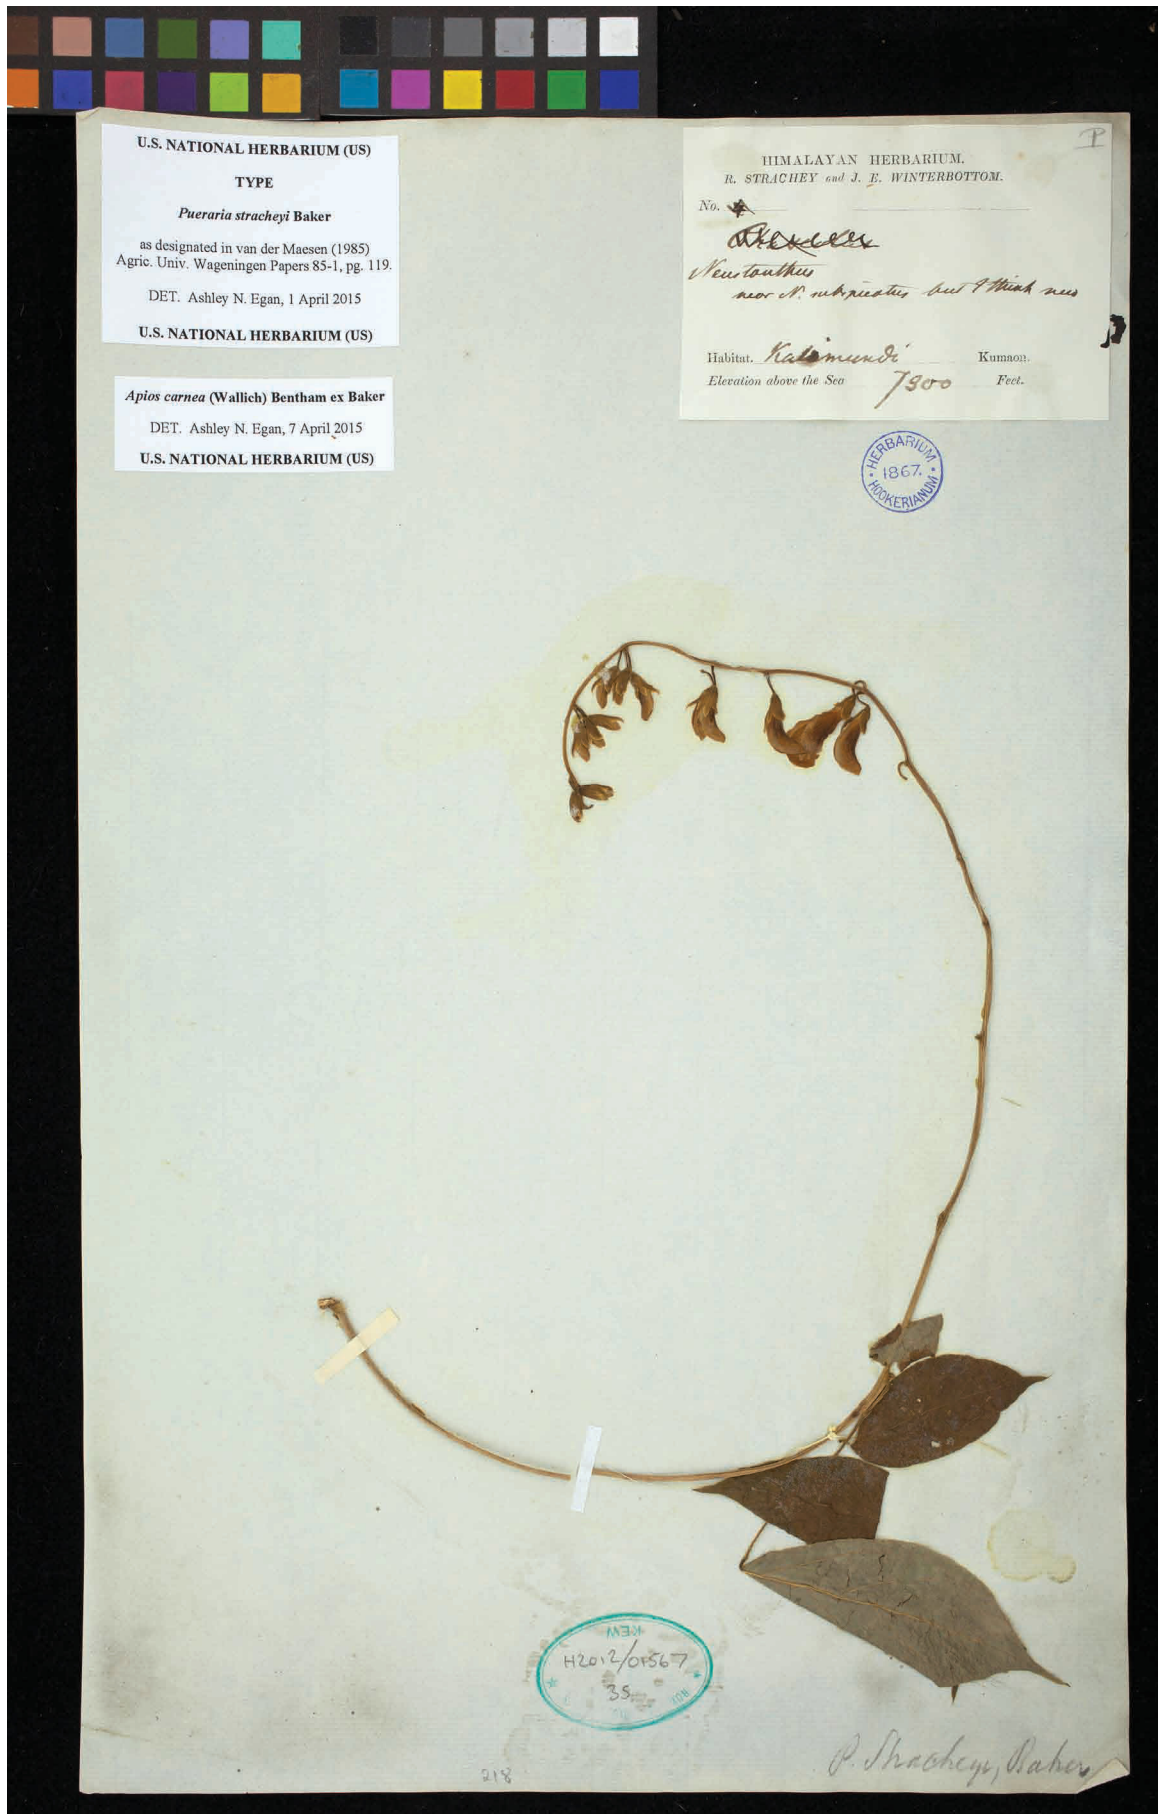 U.S. NATIONAL HERBARIUM (US)
TYPE
Pueraria stracheyi Baker
as designated in van der Maesen (1985)
Agric. Univ. Wageningen Papers 85-1, pg. 119.
DET. Ashley N. Egan, 1 April 2015
U.S. NATIONAL HERBARIUM (US)
Apios carnea (Wallich) Bentham ex Baker
DET. Ashley N. Egan, 7 April 2015
U.S. NATIONAL HERBARIUM (US)
P
HIMALAYAN HERBARIUM.
R. STRACHEY and J. E. WINTERBOTTOM.
No.
Neustanthus
near N. subspicatus but I think new
Habitat. Kalimundi Kumaon.
Elevation above the Sea 7900 Feet.
HERBARIUM
1867.
HOOKERIANUM
KEW
H2012/01567
35
218
P. Stracheyi, Baker